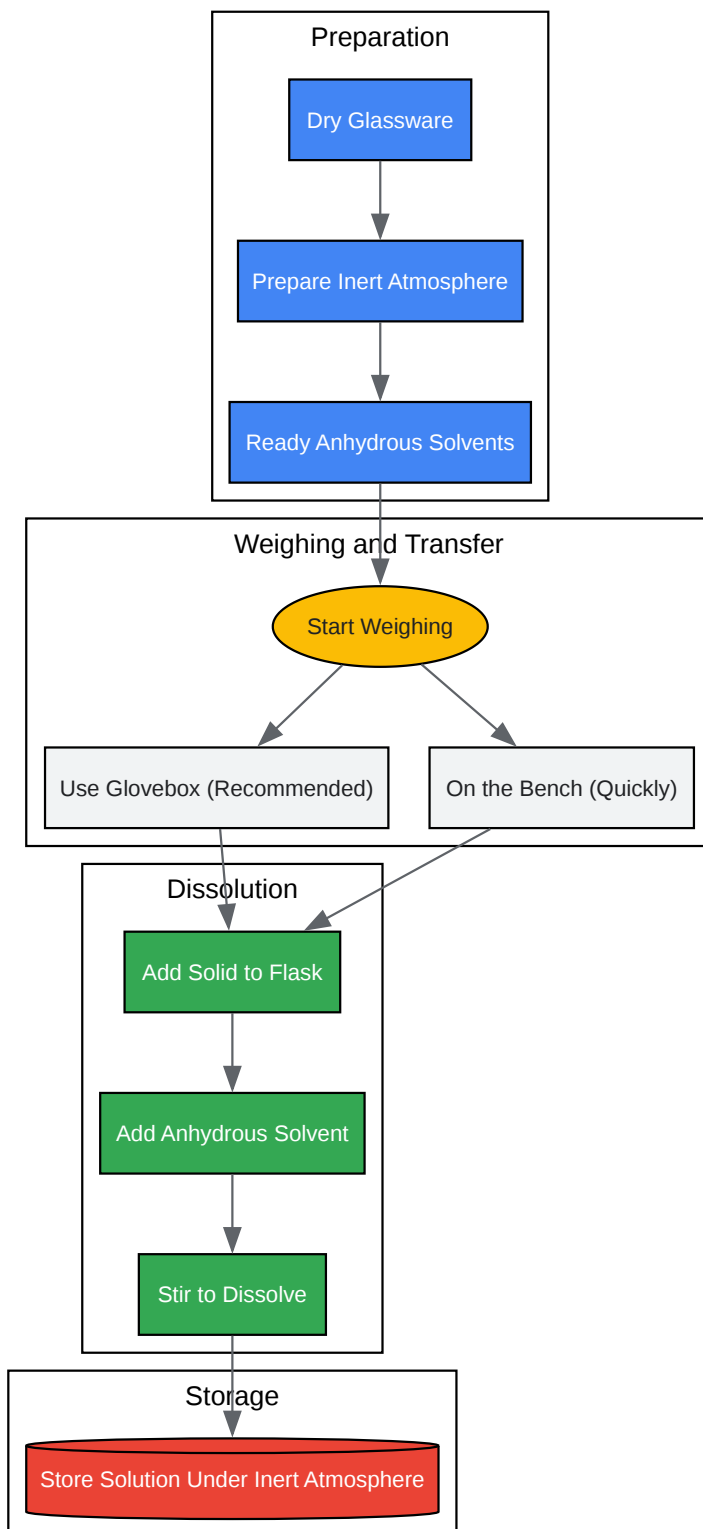 Preparation
Dry Glassware
Prepare Inert Atmosphere
Ready Anhydrous Solvents
Weighing and Transfer
Start Weighing
Use Glovebox (Recommended)
On the Bench (Quickly)
Dissolution
Add Solid to Flask
Add Anhydrous Solvent
Stir to Dissolve
Storage
Store Solution Under Inert Atmosphere